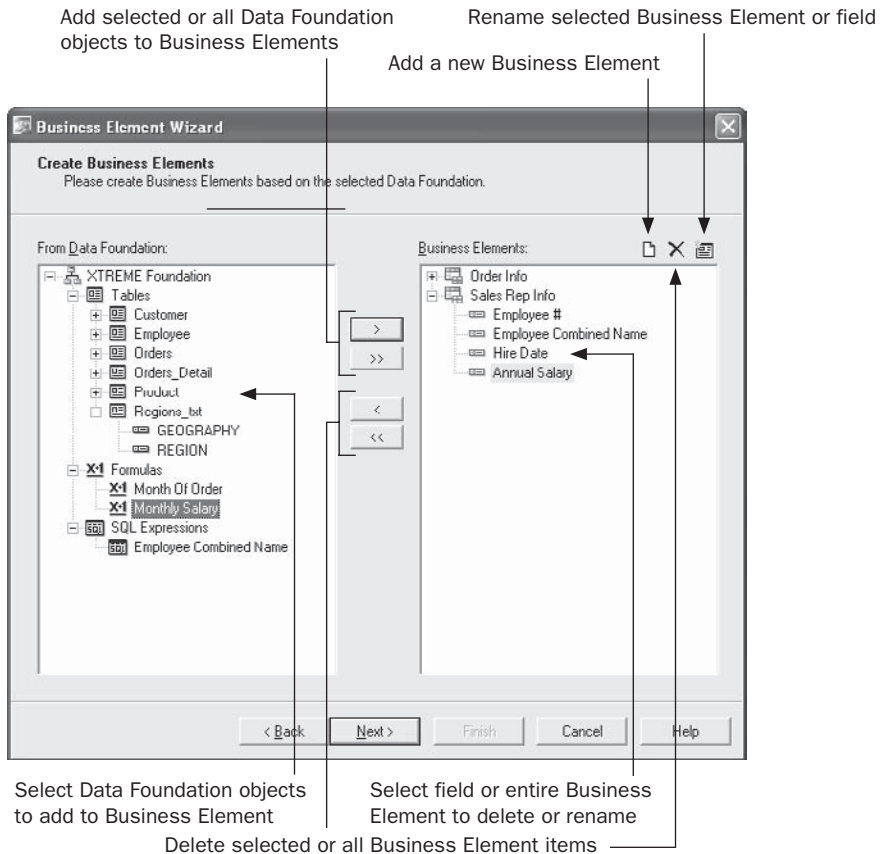 Add selected or all Data Foundation
objects to Business Elements
Rename selected Business Element or field
Add a new Business Element
Business Element Wizard
Create Business Elements
Please create Business Elements based on the selected Data Foundation.
From Data Foundation:
Business Elements:
XTREME Foundation
Tables
Customer
Employee
Orders
Orders_Detail
Product
Regions_txt
GEOGRAPHY
REGION
Formulas
Month Of Order
Monthly Salary
SQL Expressions
Employee Combined Name
>
>>
<
<<
Order Info
Sales Rep Info
Employee #
Employee Combined Name
Hire Date
Annual Salary
< Back
Next >
Finish
Cancel
Help
Select Data Foundation objects
to add to Business Element
Select field or entire Business
Element to delete or rename
Delete selected or all Business Element items